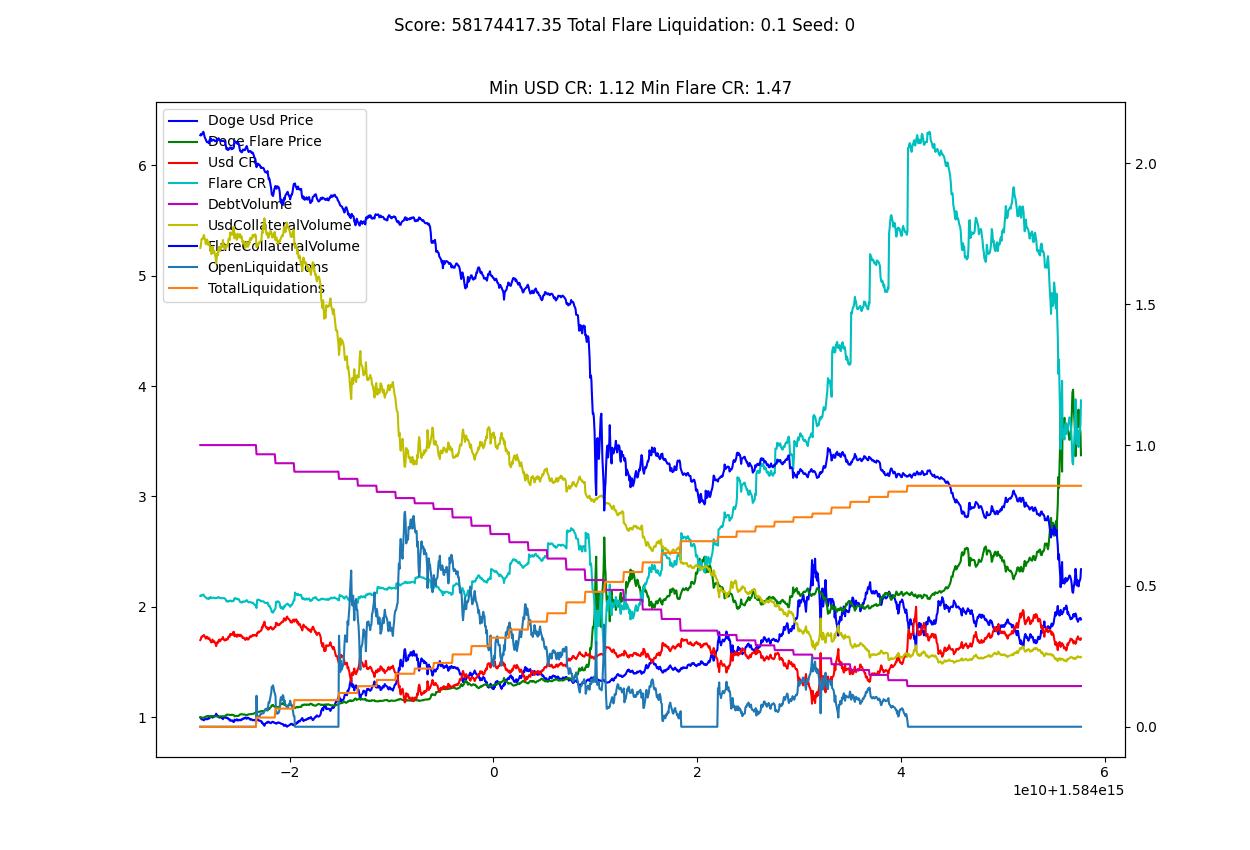 Score: 58174417.35 Total Flare Liquidation: 0.1 Seed: 0
Min USD CR: 1.12 Min Flare CR: 1.47
Doge Usd Price
Doge Flare Price
Usd CR
Flare CR
DebtVolume
UsdCollateralVolume
FlareCollateralVolume
OpenLiquidations
TotalLiquidations
6
5
4
3
2
1
2.0
1.5
1.0
0.5
0.0
−2
0
2
4
6
1e10+1.584e15